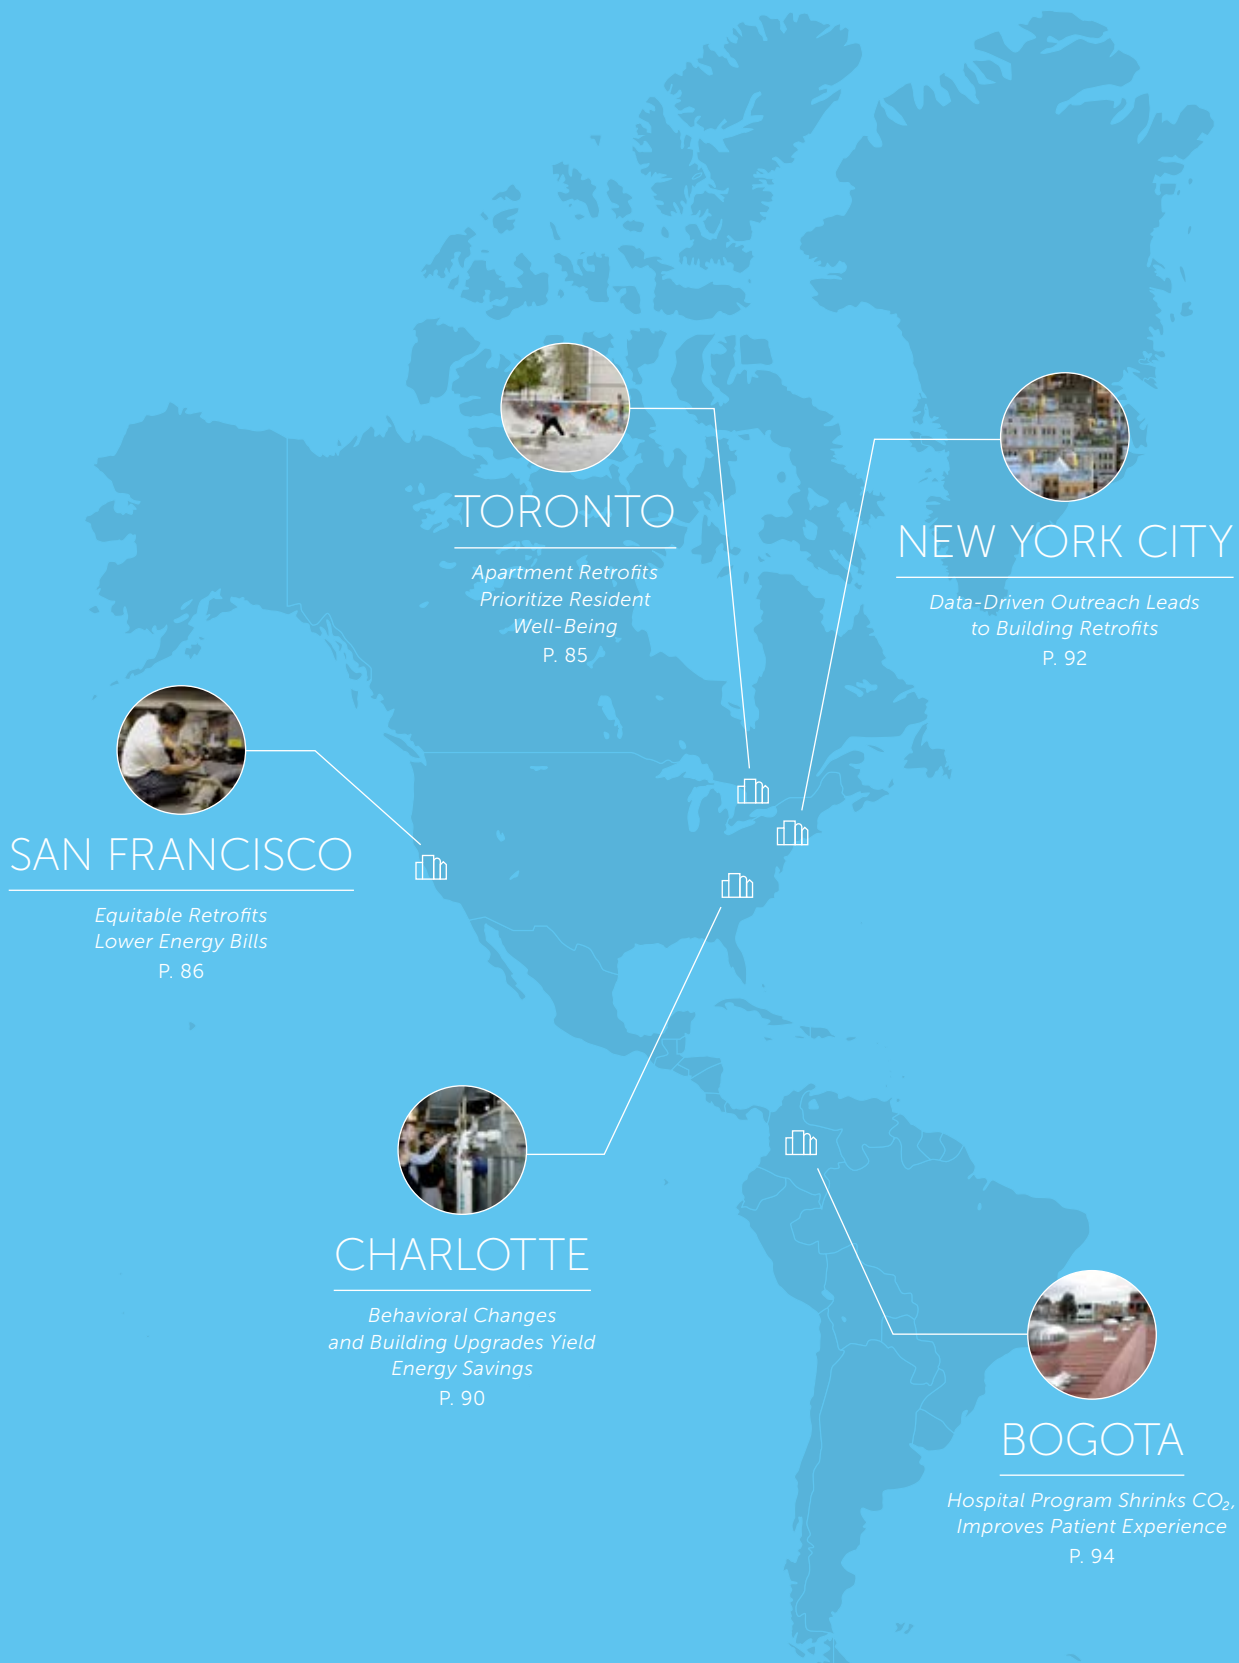 TORONTO
Apartment Retrofits
Prioritize Resident
Well-Being
P. 85
NEW YORK CITY
Data-Driven Outreach Leads
to Building Retrofits
P. 92
SAN FRANCISCO
Equitable Retrofits
Lower Energy Bills
P. 86
CHARLOTTE
Behavioral Changes
and Building Upgrades Yield
Energy Savings
P. 90
BOGOTA
Hospital Program Shrinks CO₂,
Improves Patient Experience
P. 94